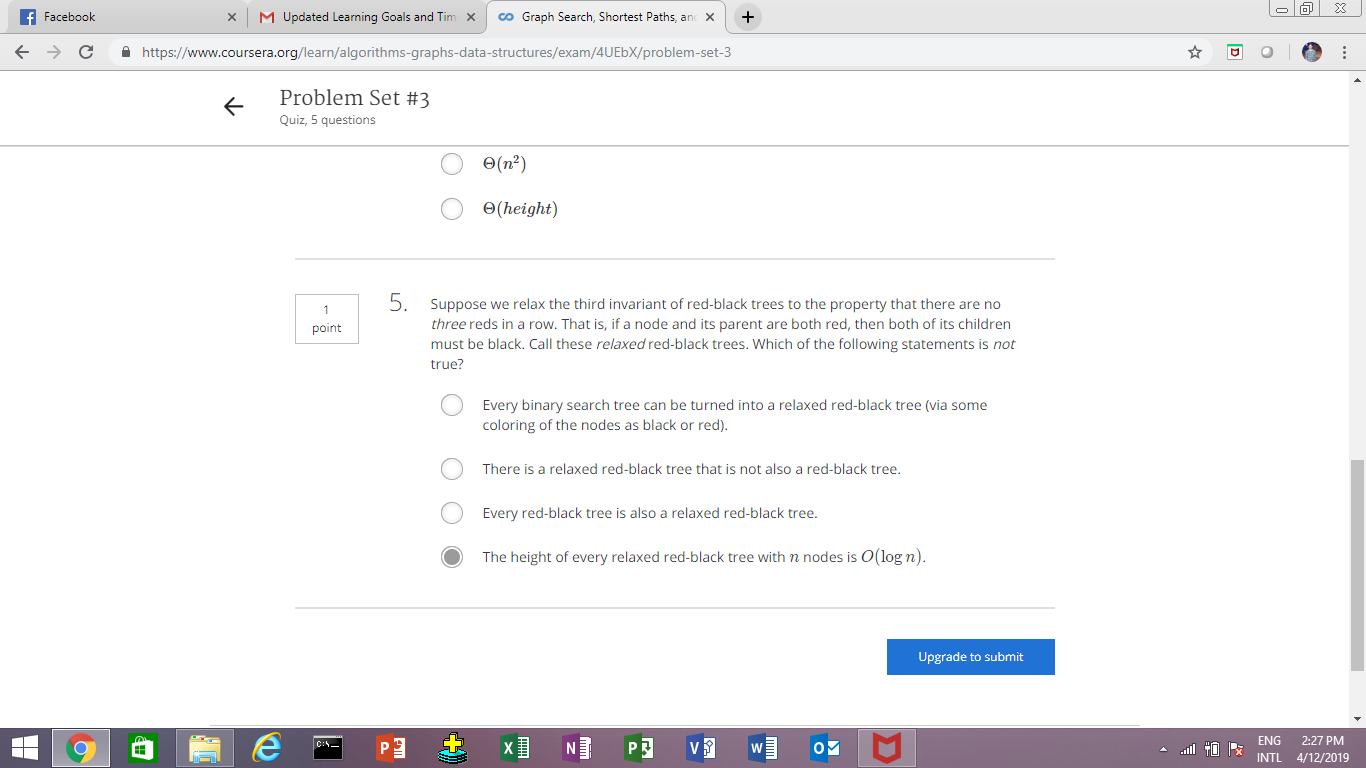 Facebook
Updated Learning Goals and Tim
Graph Search, Shortest Paths, an
https://www.coursera.org/learn/algorithms-graphs-data-structures/exam/4UEbX/problem-set-3
Problem Set #3
Quiz, 5 questions
Θ(n²)
Θ(height)
1
point
5.
Suppose we relax the third invariant of red-black trees to the property that there are no
three reds in a row. That is, if a node and its parent are both red, then both of its children
must be black. Call these relaxed red-black trees. Which of the following statements is not
true?
Every binary search tree can be turned into a relaxed red-black tree (via some
coloring of the nodes as black or red).
There is a relaxed red-black tree that is not also a red-black tree.
Every red-black tree is also a relaxed red-black tree.
The height of every relaxed red-black tree with n nodes is O(log n).
Upgrade to submit
ENG
INTL
2:27 PM
4/12/2019